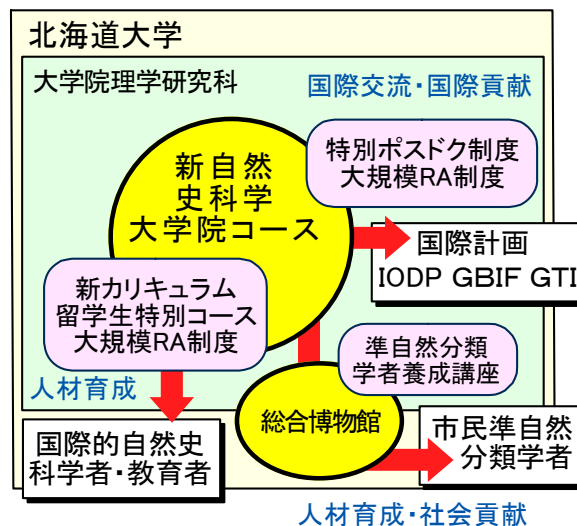 北海道大学
大学院理学研究科
国際交流・国際貢献
特別ポスドク制度
大規模RA制度
新自然
史科学
大学院コース
国際計画
IODP GBIF GTI
新カリキュラム
留学生特別コース
大規模RA制度
準自然分類
学者養成講座
人材育成
総合博物館
国際的自然史
科学者・教育者
市民準自然
分類学者
人材育成・社会貢献